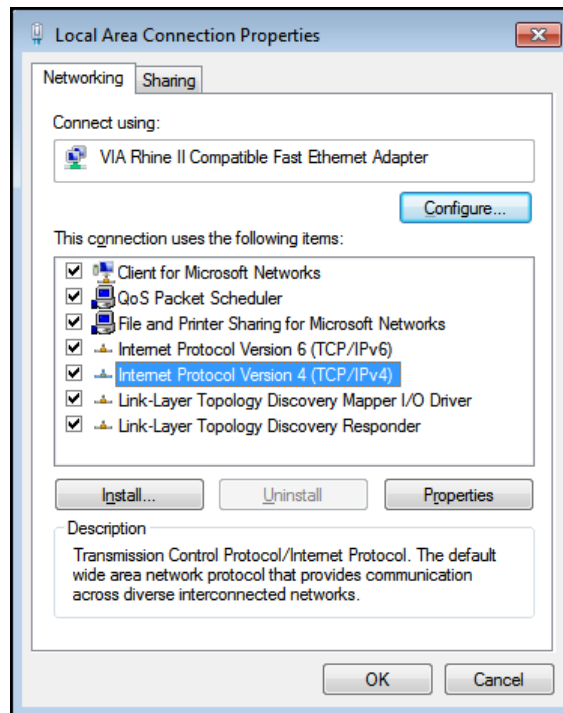 Local Area Connection Properties
Networking
Sharing
Connect using:
VIA Rhine II Compatible Fast Ethernet Adapter
Configure...
This connection uses the following items:
Client for Microsoft Networks
QoS Packet Scheduler
File and Printer Sharing for Microsoft Networks
Internet Protocol Version 6 (TCP/IPv6)
Internet Protocol Version 4 (TCP/IPv4)
Link-Layer Topology Discovery Mapper I/O Driver
Link-Layer Topology Discovery Responder
Install...
Uninstall
Properties
Description
Transmission Control Protocol/Internet Protocol. The default
wide area network protocol that provides communication
across diverse interconnected networks.
OK
Cancel